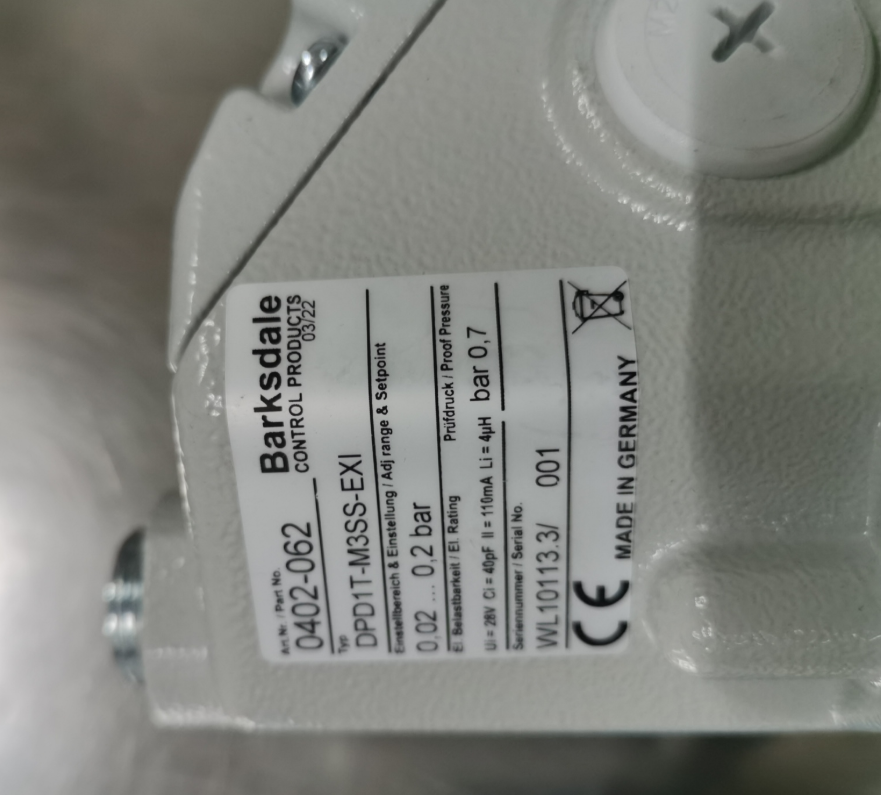 Barksdale
CONTROL PRODUCTS
03/22
Art.Nr. / Part No.
0402-062
Typ
DPD1T-M3SS-EXI
Einstellbereich & Einstellung / Adj range & Setpoint
0,02 ... 0,2 bar
El. Belastbarkeit / El. Rating
Prüfdruck / Proof Pressure
Ui = 28V Ci = 40pF Ii = 110mA Li = 4µH
bar 0,7
Seriennummer / Serial No.
WL10113.3/ 001
CE MADE IN GERMANY